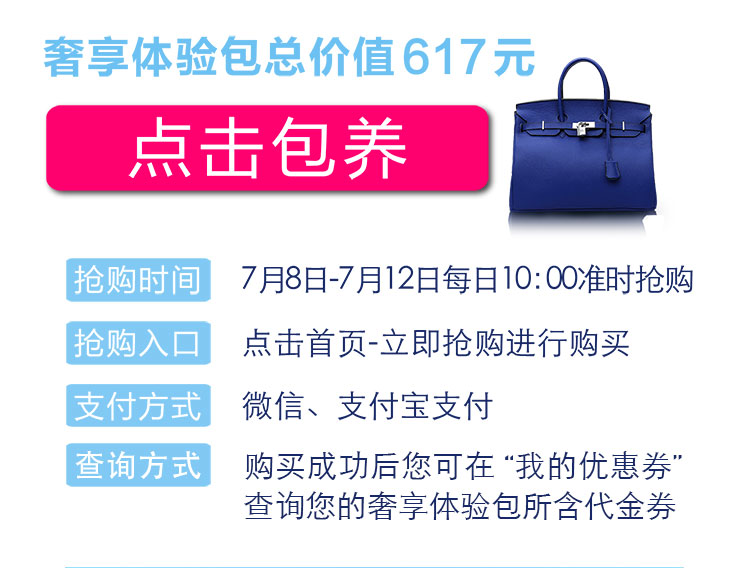 奢享体验包总价值617元
点击包养
抢购时间 7月8日-7月12日每日10:00准时抢购
抢购入口 点击首页-立即抢购进行购买
支付方式 微信、支付宝支付
查询方式 购买成功后您可在“我的优惠券”
查询您的奢享体验包所含代金券